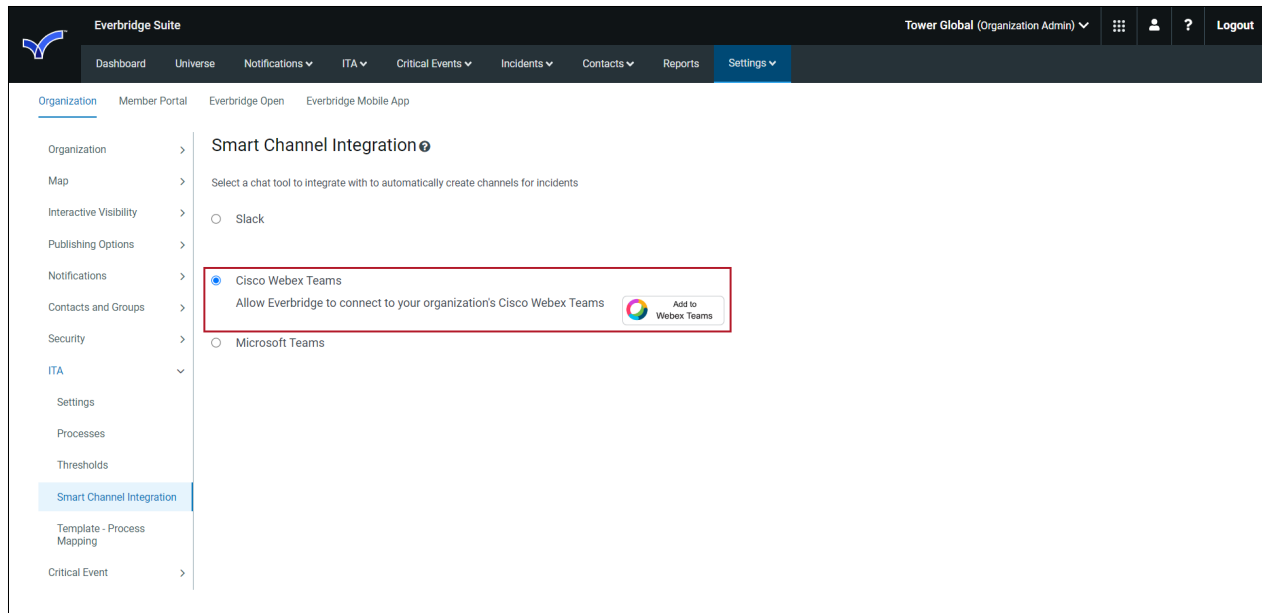 Everbridge Suite
Tower Global (Organization Admin)
?
Logout
Dashboard
Universe
Notifications
ITA
Critical Events
Incidents
Contacts
Reports
Settings
Organization
Member Portal
Everbridge Open
Everbridge Mobile App
Organization
Map
Interactive Visibility
Publishing Options
Notifications
Contacts and Groups
Security
ITA
Settings
Processes
Thresholds
Smart Channel Integration
Template - Process
Mapping
Critical Event
Smart Channel Integration ?
Select a chat tool to integrate with to automatically create channels for incidents
Slack
Cisco Webex Teams
Allow Everbridge to connect to your organization's Cisco Webex Teams
Add to
Webex Teams
Microsoft Teams